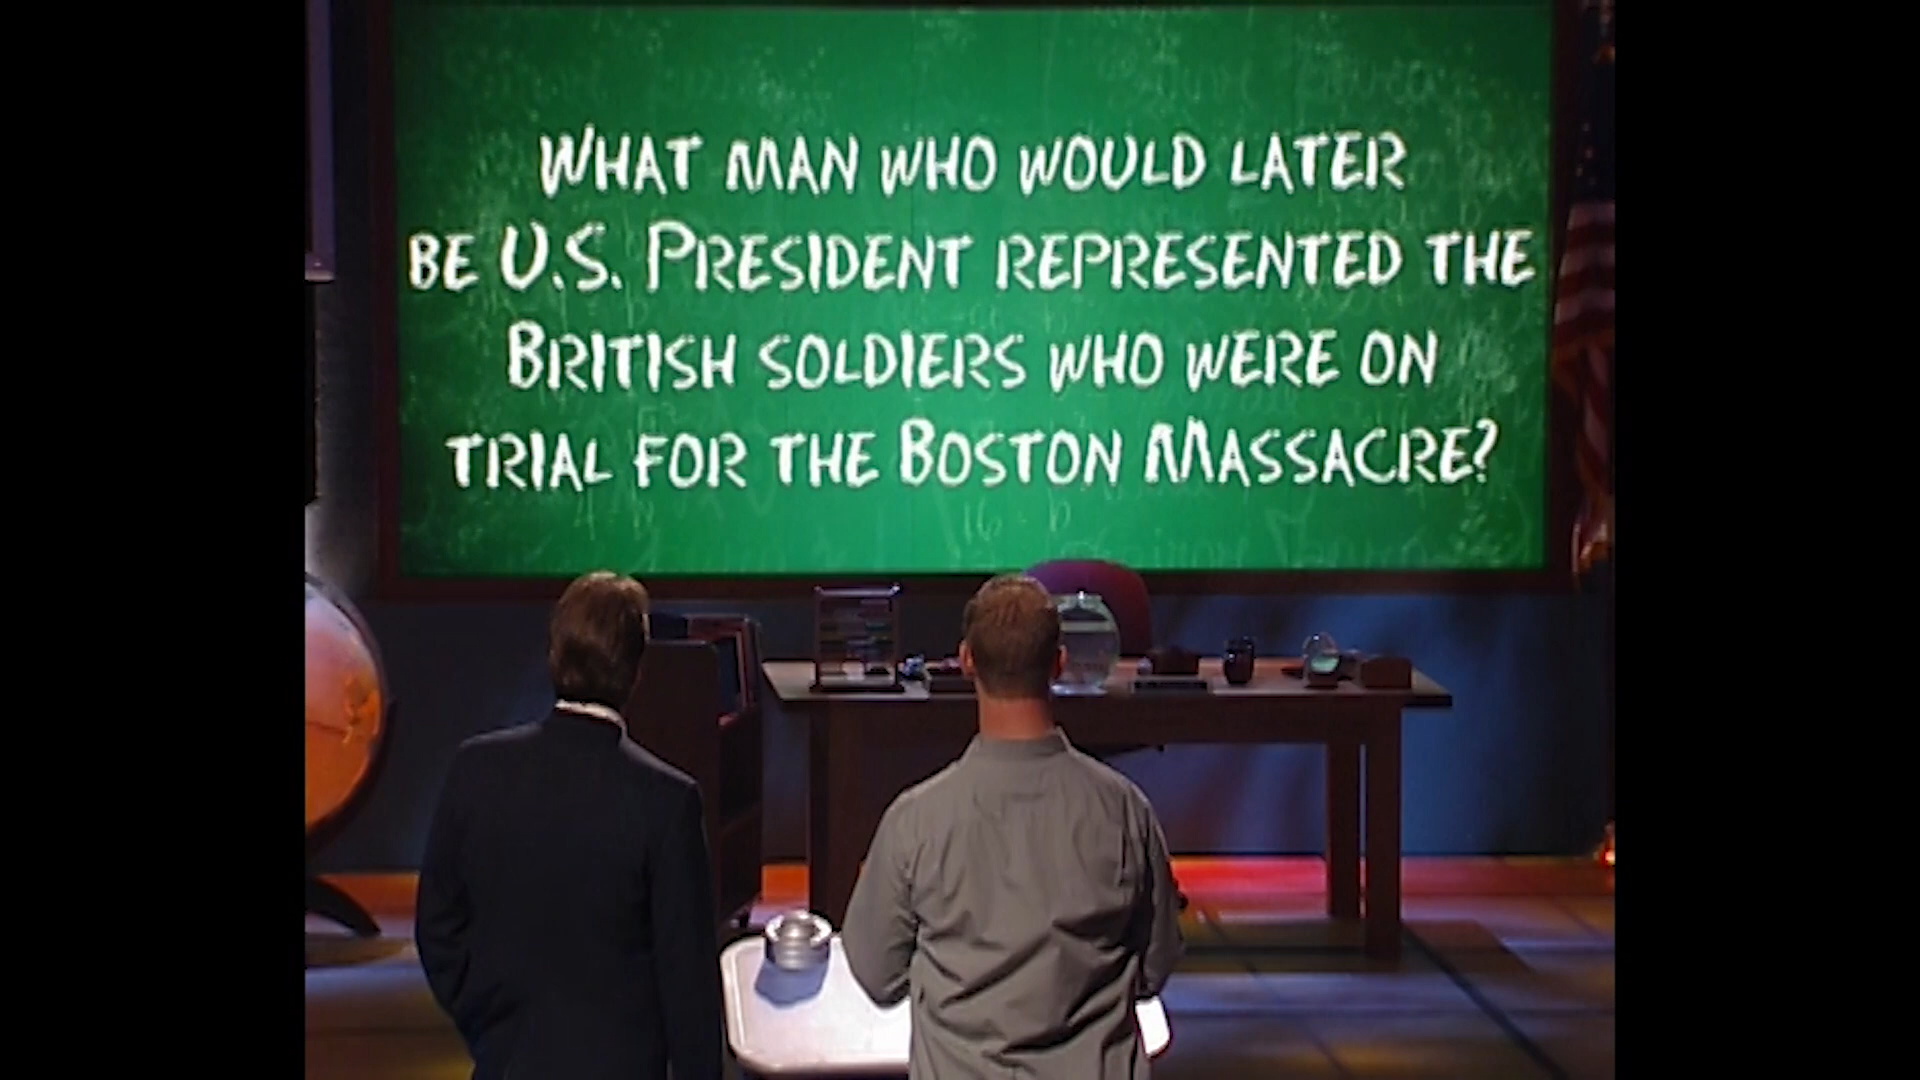 What man who would later
be U.S. President represented the
British soldiers who were on
trial for the Boston Massacre?